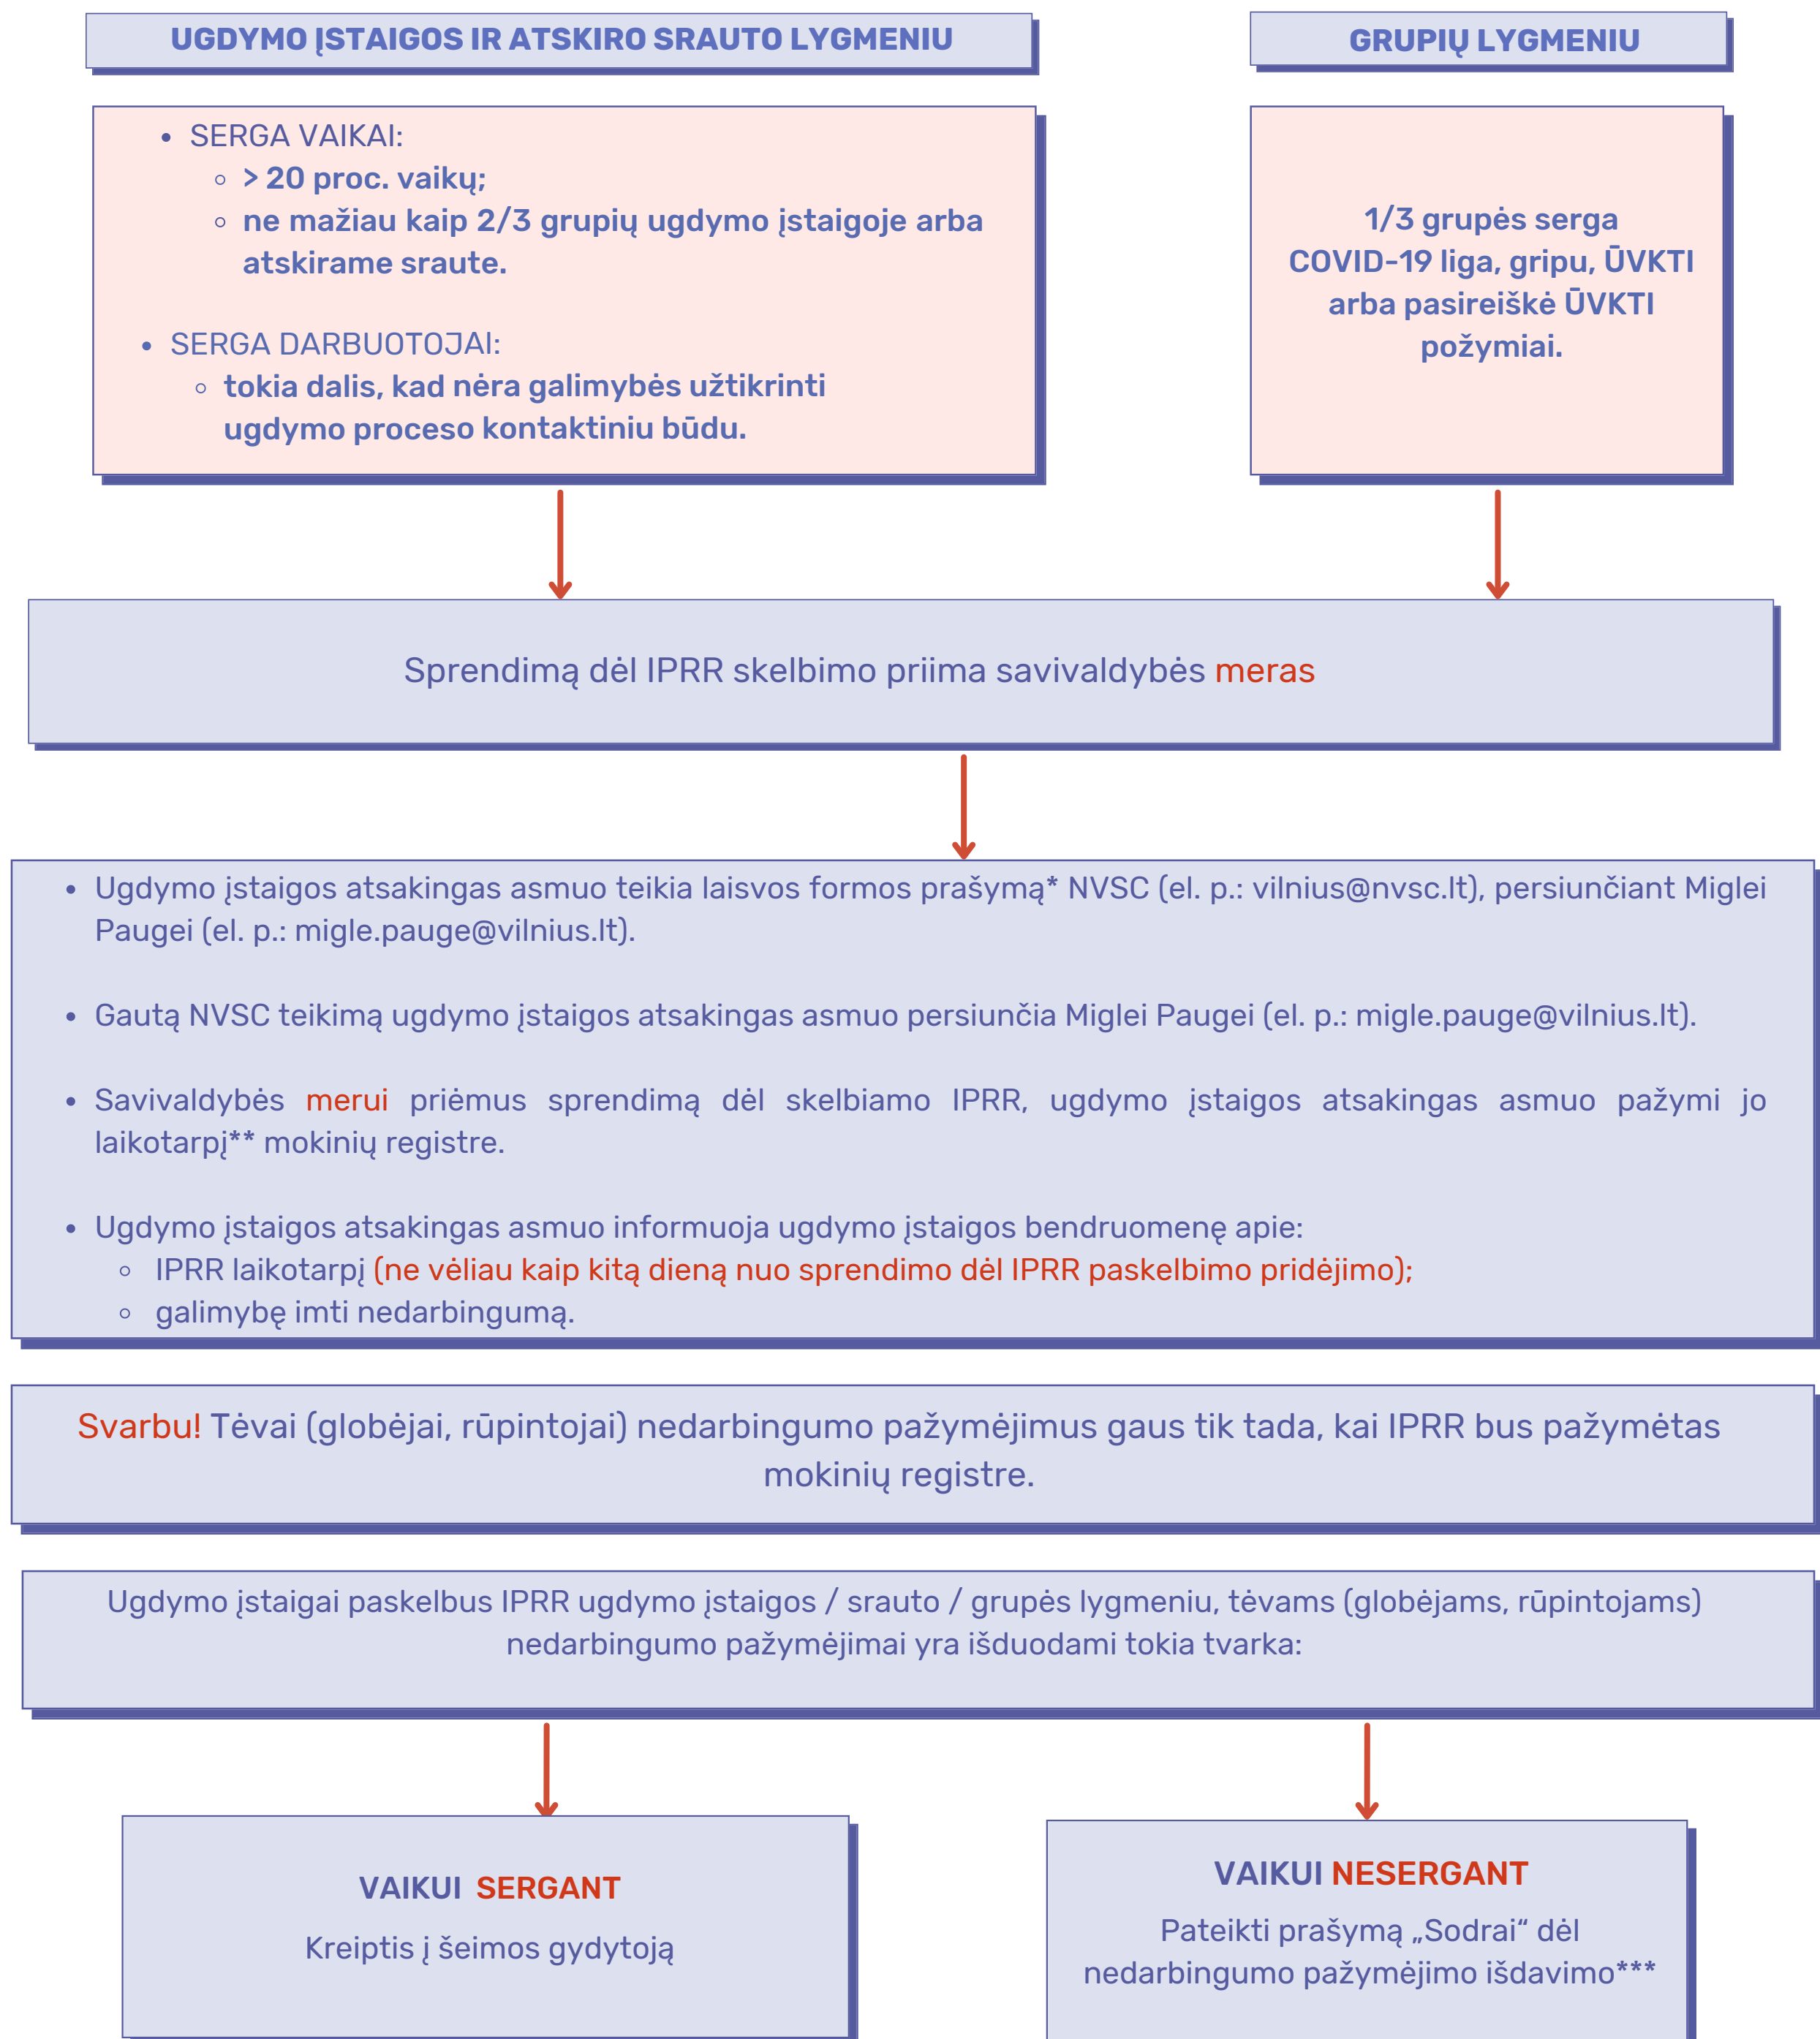 UGDYMO ĮSTAIGOS IR ATSKIRO SRAUTO LYGMENIU
GRUPIŲ LYGMENIU
• SERGA VAIKAI:
◦ > 20 proc. vaikų;
◦ ne mažiau kaip 2/3 grupių ugdymo įstaigoje arba
atskirame sraute.
• SERGA DARBUOTOJAI:
◦ tokia dalis, kad nėra galimybės užtikrinti
ugdymo proceso kontaktiniu būdu.
1/3 grupės serga
COVID-19 liga, gripu, ŪVKTI
arba pasireiškė ŪVKTI
požymiai.
Sprendimą dėl IPRR skelbimo priima savivaldybės meras
• Ugdymo įstaigos atsakingas asmuo teikia laisvos formos prašymą* NVSC (el. p.: vilnius@nvsc.lt), persiunčiant Miglei
Paugei (el. p.: migle.pauge@vilnius.lt).
• Gautą NVSC teikimą ugdymo įstaigos atsakingas asmuo persiunčia Miglei Paugei (el. p.: migle.pauge@vilnius.lt).
• Savivaldybės merui priėmus sprendimą dėl skelbiamo IPRR, ugdymo įstaigos atsakingas asmuo pažymi jo
laikotarpį** mokinių registre.
• Ugdymo įstaigos atsakingas asmuo informuoja ugdymo įstaigos bendruomenę apie:
◦ IPRR laikotarpį (ne vėliau kaip kitą dieną nuo sprendimo dėl IPRR paskelbimo pridėjimo);
◦ galimybę imti nedarbingumą.
Svarbu! Tėvai (globėjai, rūpintojai) nedarbingumo pažymėjimus gaus tik tada, kai IPRR bus pažymėtas
mokinių registre.
Ugdymo įstaigai paskelbus IPRR ugdymo įstaigos / srauto / grupės lygmeniu, tėvams (globėjams, rūpintojams)
nedarbingumo pažymėjimai yra išduodami tokia tvarka:
VAIKUI SERGANT
Kreiptis į šeimos gydytoją
VAIKUI NESERGANT
Pateikti prašymą „Sodrai“ dėl
nedarbingumo pažymėjimo išdavimo***